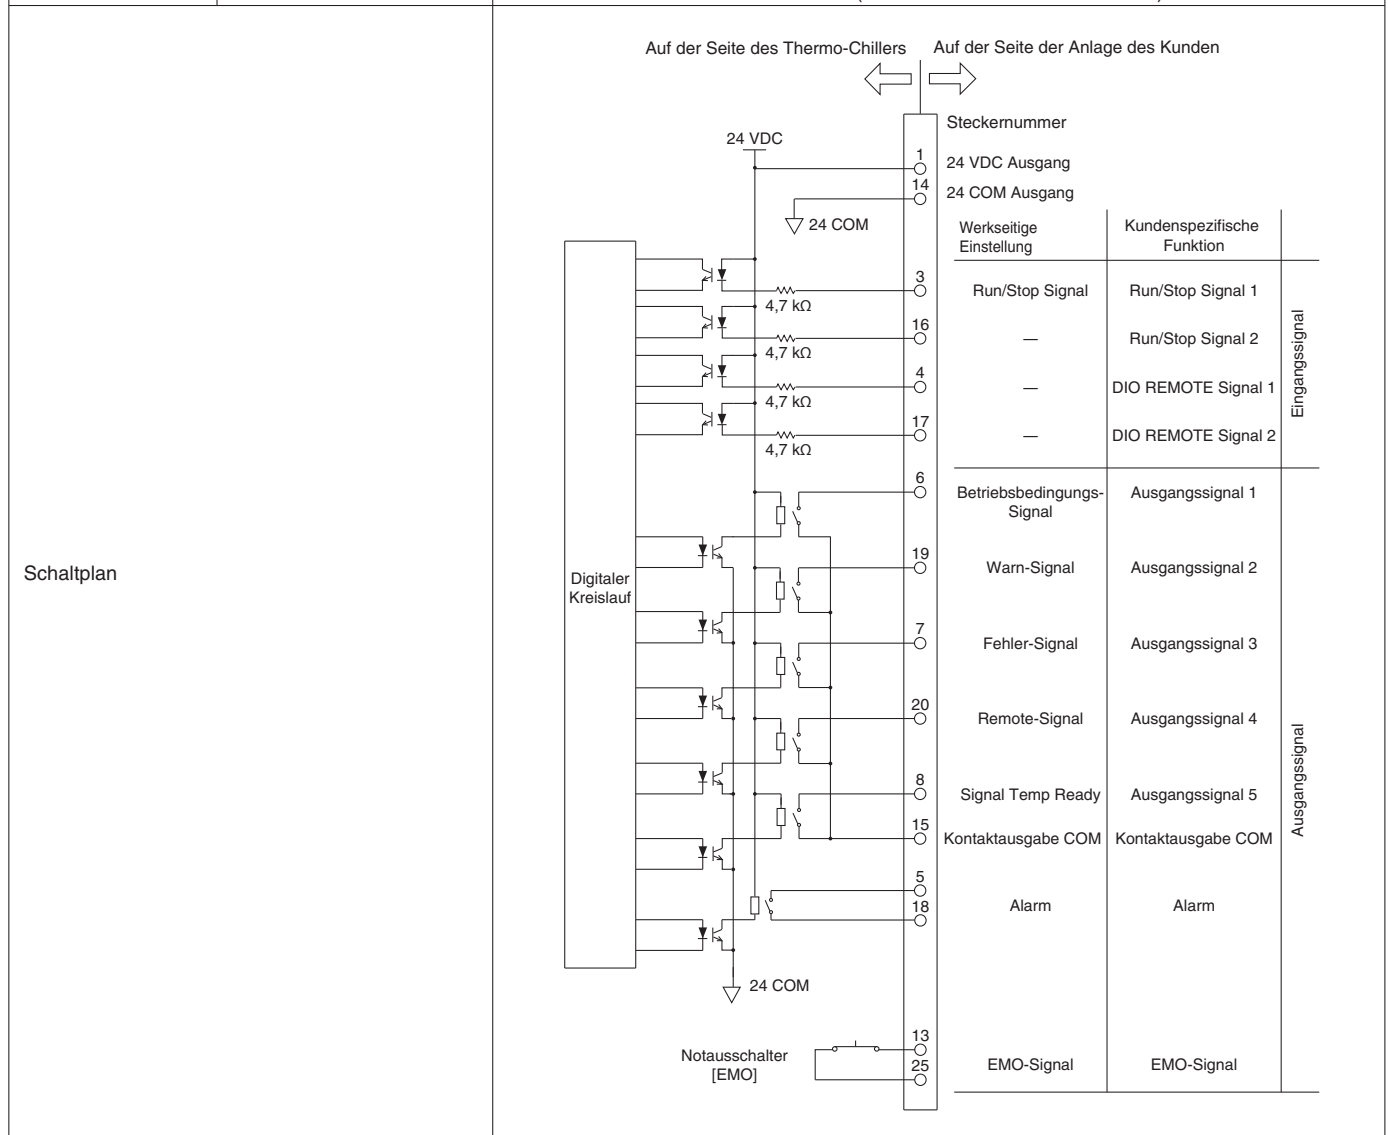 Schaltplan
Auf der Seite des Thermo-Chillers
Auf der Seite der Anlage des Kunden
Steckernummer
24 VDC
1
24 VDC Ausgang
14
24 COM Ausgang
24 COM
Werkseitige
Einstellung
Kundenspezifische
Funktion
3
4,7 kΩ
Run/Stop Signal
Run/Stop Signal 1
16
4,7 kΩ
—
Run/Stop Signal 2
4
4,7 kΩ
—
DIO REMOTE Signal 1
17
4,7 kΩ
—
DIO REMOTE Signal 2
Eingangssignal
6
Betriebsbedingungs-
Signal
Ausgangssignal 1
19
Warn-Signal
Ausgangssignal 2
Digitaler
Kreislauf
7
Fehler-Signal
Ausgangssignal 3
20
Remote-Signal
Ausgangssignal 4
8
Signal Temp Ready
Ausgangssignal 5
15
Kontaktausgabe COM
Kontaktausgabe COM
5
18
Alarm
Alarm
Ausgangssignal
24 COM
Notausschalter
[EMO]
13
25
EMO-Signal
EMO-Signal